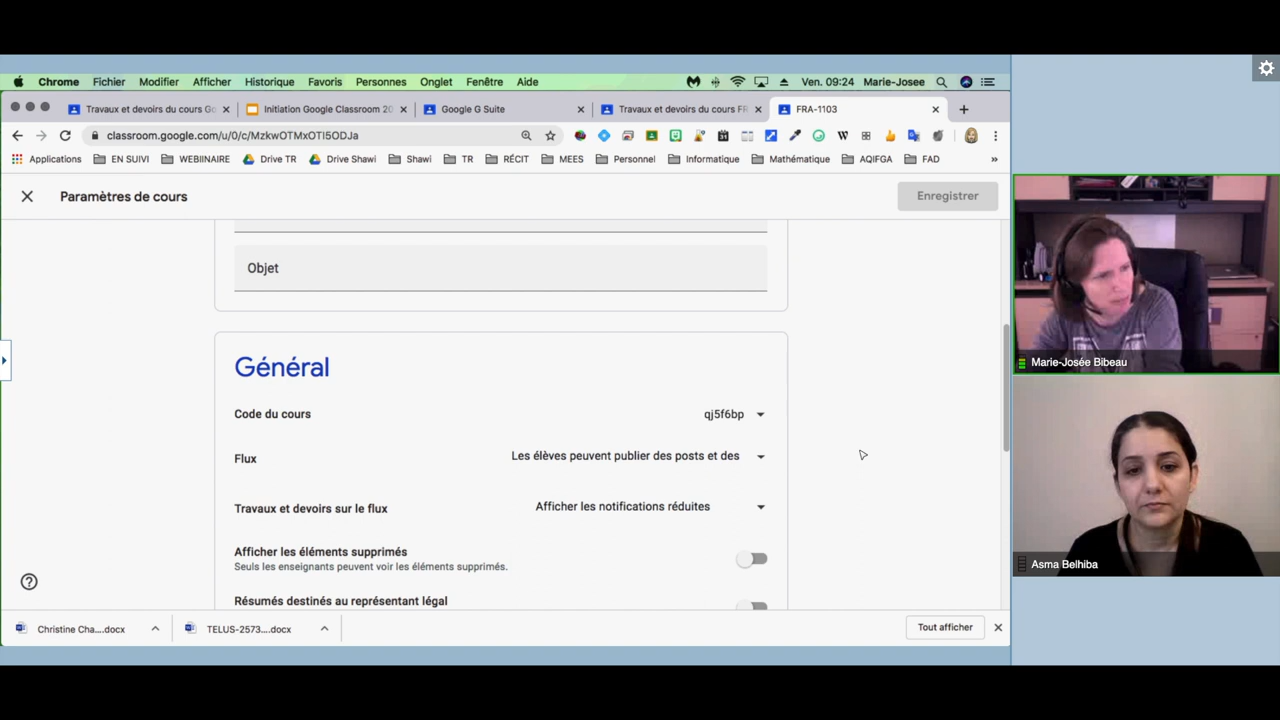 Chrome Fichier Modifier Afficher Historique Favoris Personnes Onglet Fenêtre Aide Ven. 09:24 Marie-Josee
Travaux et devoirs du cours Go Initiation Google Classroom 20 Google G Suite Travaux et devoirs du cours FR FRA-1103
classroom.google.com/u/0/c/MzkwOTMxOTI5ODJa
Applications EN SUIVI WEBINNAIRE Drive TR Drive Shawi Shawi TR RÉCIT MEES Personnel Informatique Mathématique AQIFGA FAD »
Paramètres de cours Enregistrer
Objet
Général
Code du cours qj5f6bp
Flux Les élèves peuvent publier des posts et des
Travaux et devoirs sur le flux Afficher les notifications réduites
Afficher les éléments supprimés
Seuls les enseignants peuvent voir les éléments supprimés.
Résumés destinés au représentant légal
Christine Cha....docx TELUS-2573....docx Tout afficher
Marie-Josée Bibeau
Asma Belhiba